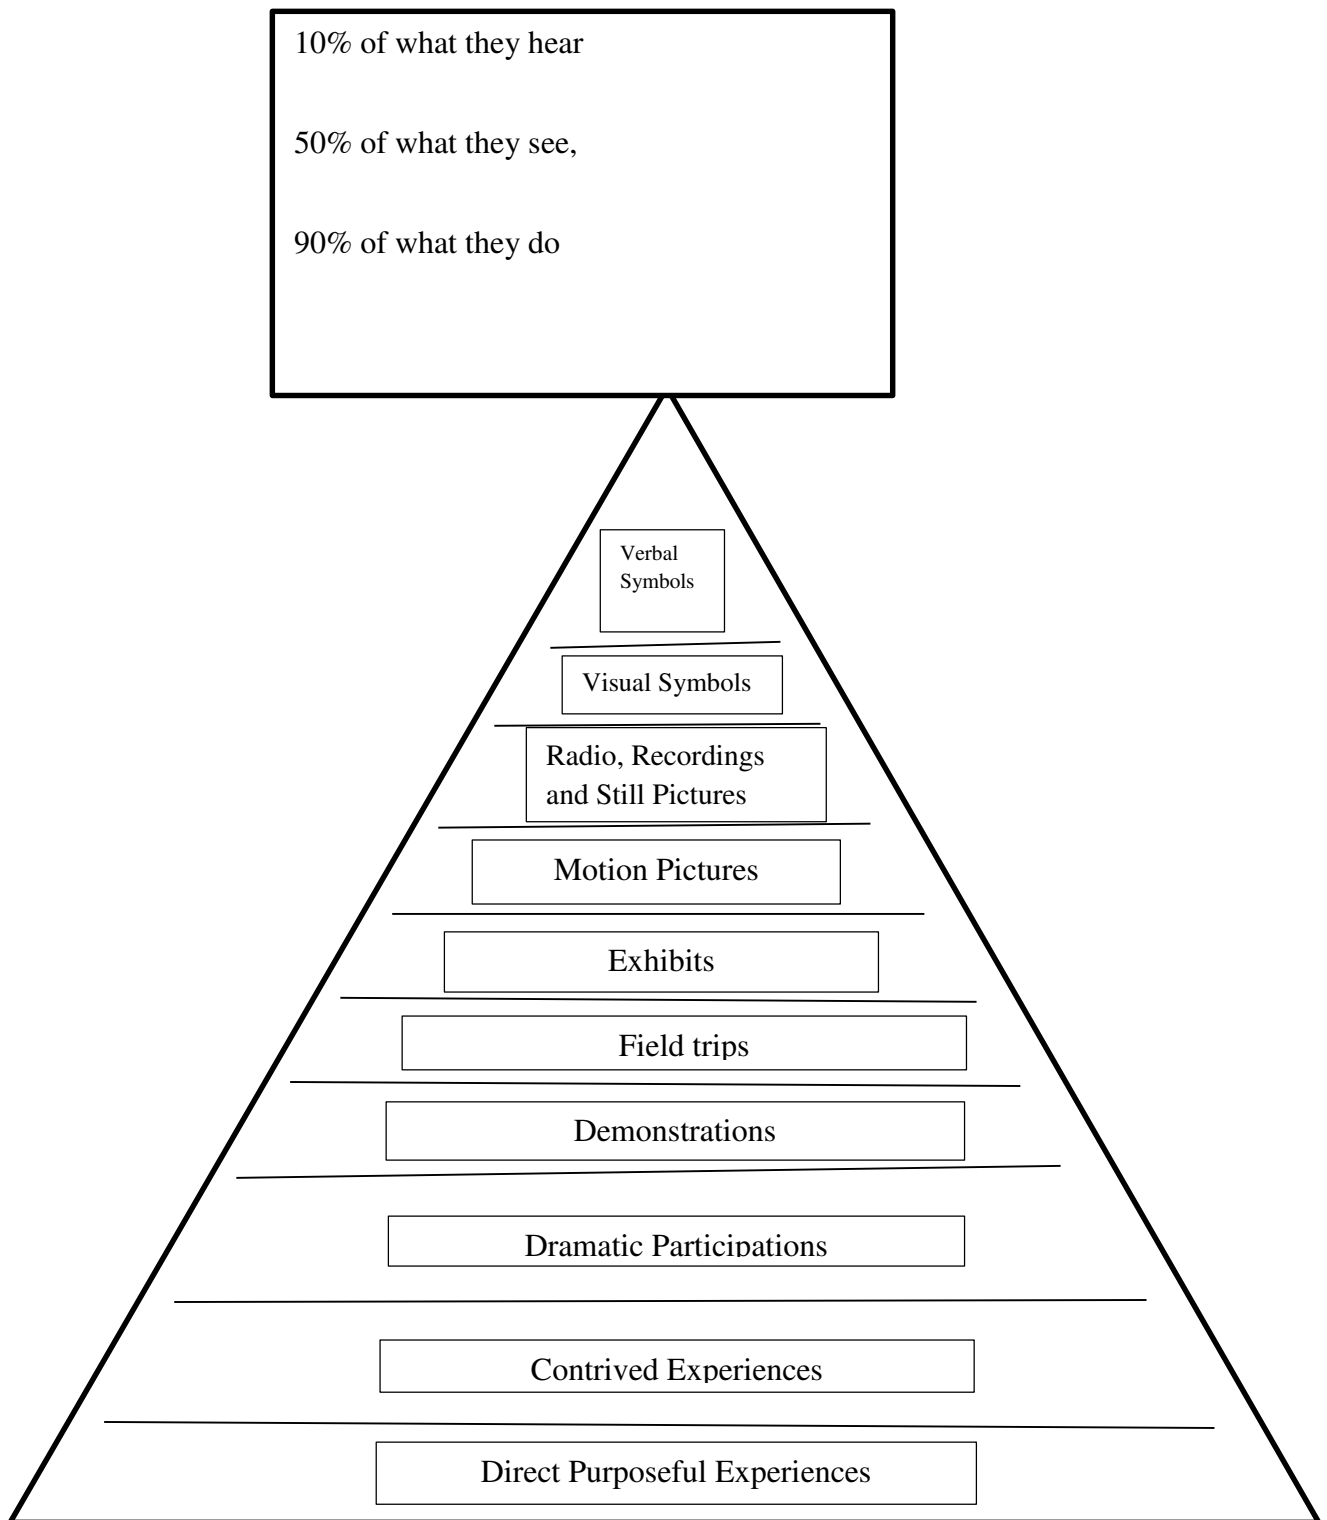 10% of what they hear
50% of what they see,
90% of what they do
Verbal
Symbols
Visual Symbols
Radio, Recordings
and Still Pictures
Motion Pictures
Exhibits
Field trips
Demonstrations
Dramatic Participations
Contrived Experiences
Direct Purposeful Experiences